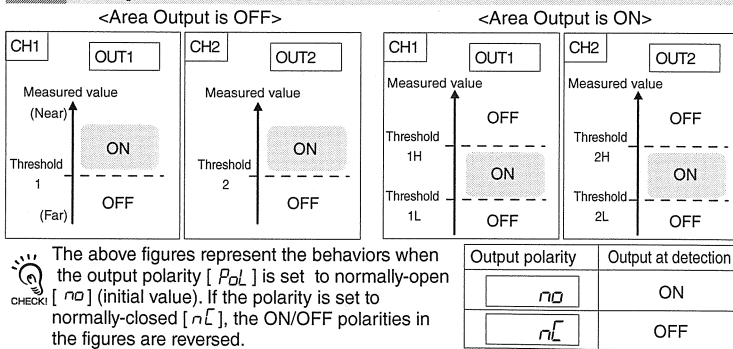 <Area Output is OFF>
CH1
OUT1
Measured value
(Near)
ON
Threshold
1
OFF
(Far)
CH2
OUT2
Measured value
ON
Threshold
2
OFF
<Area Output is ON>
CH1
OUT1
Measured value
OFF
Threshold
1H
ON
Threshold
1L
OFF
CH2
OUT2
Measured value
OFF
Threshold
2H
ON
Threshold
2L
OFF
CHECK!
The above figures represent the behaviors when
the output polarity [ PoL ] is set to normally-open
[ no ] (initial value). If the polarity is set to
normally-closed [ nC ], the ON/OFF polarities in
the figures are reversed.
Output polarity Output at detection
no ON
nC OFF